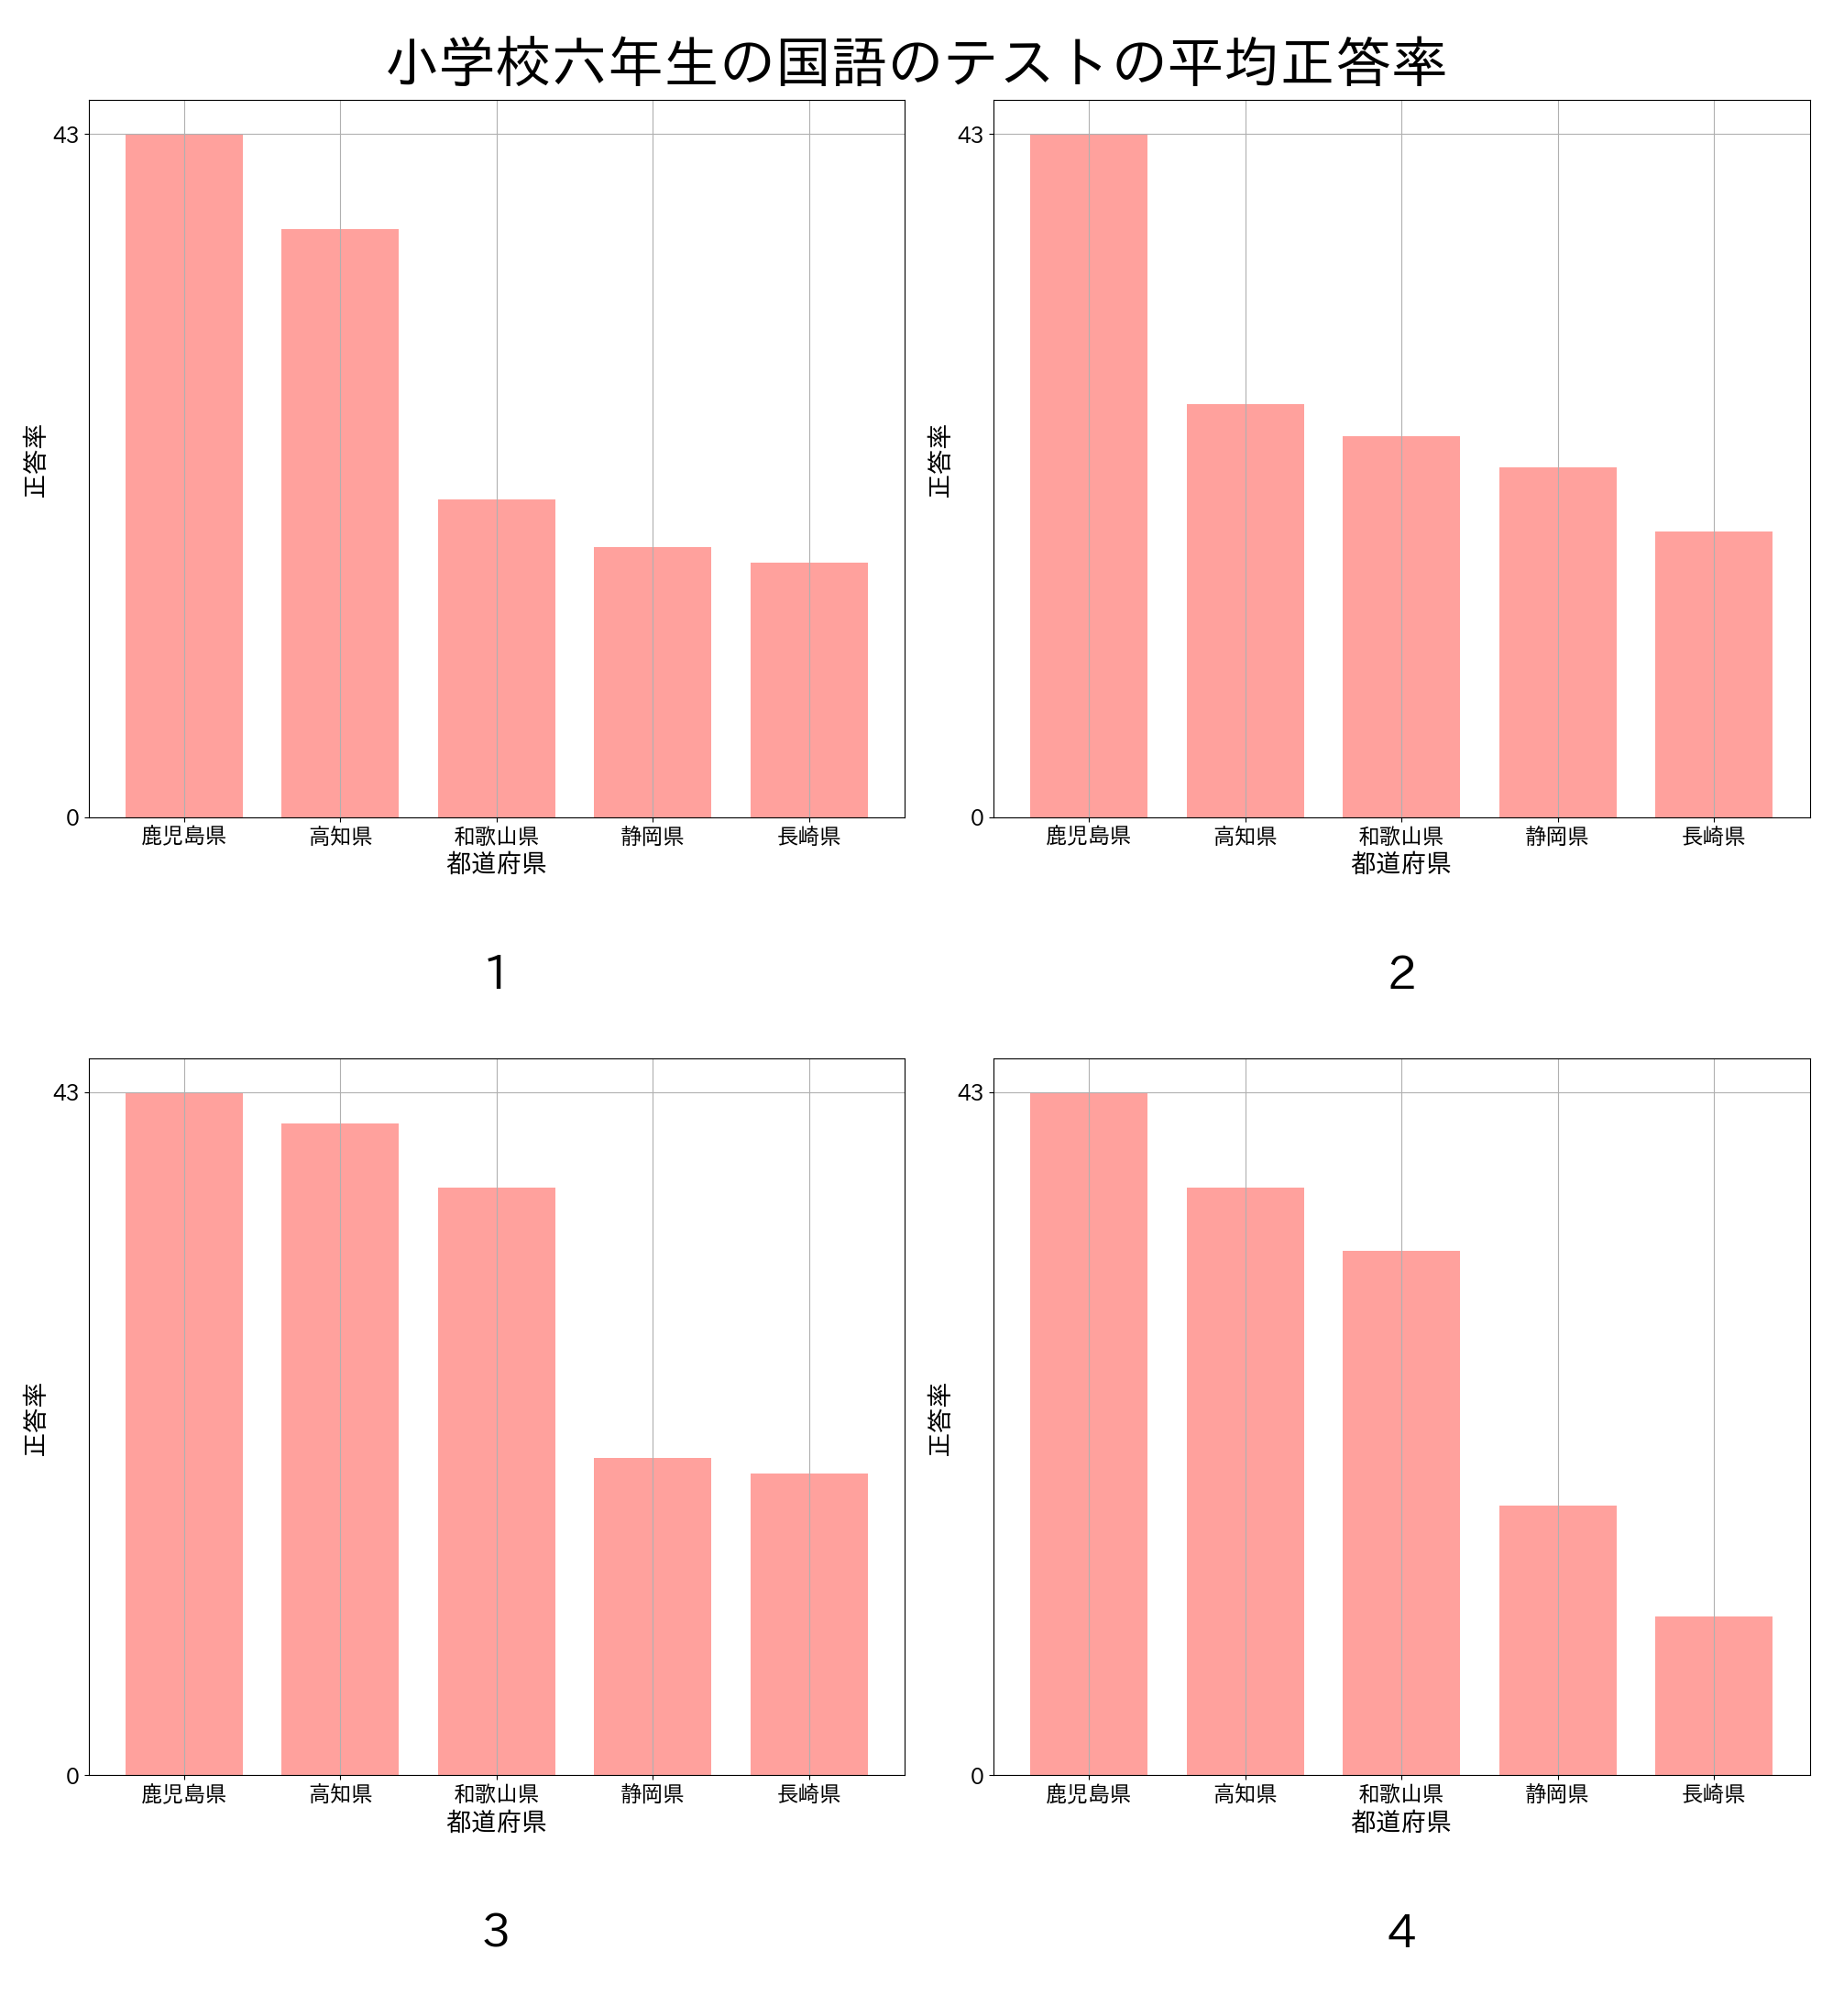 小学校六年生の国語のテストの平均正答率
43
正答率
0
鹿児島県 高知県 和歌山県 静岡県 長崎県
都道府県
1
43
正答率
0
鹿児島県 高知県 和歌山県 静岡県 長崎県
都道府県
2
43
正答率
0
鹿児島県 高知県 和歌山県 静岡県 長崎県
都道府県
3
43
正答率
0
鹿児島県 高知県 和歌山県 静岡県 長崎県
都道府県
4